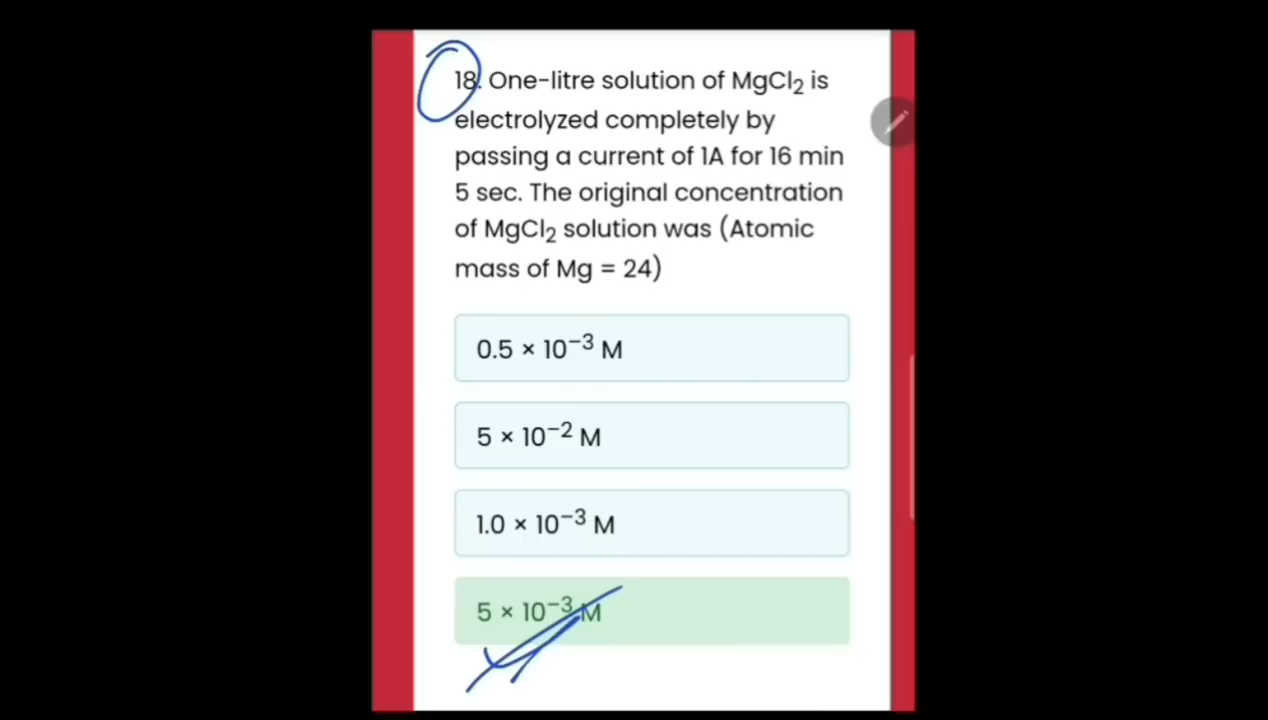 18. One-litre solution of MgCl₂ is
electrolyzed completely by
passing a current of 1A for 16 min
5 sec. The original concentration
of MgCl₂ solution was (Atomic
mass of Mg = 24)
0.5 × 10⁻³ M
5 × 10⁻² M
1.0 × 10⁻³ M
5 × 10⁻³ M